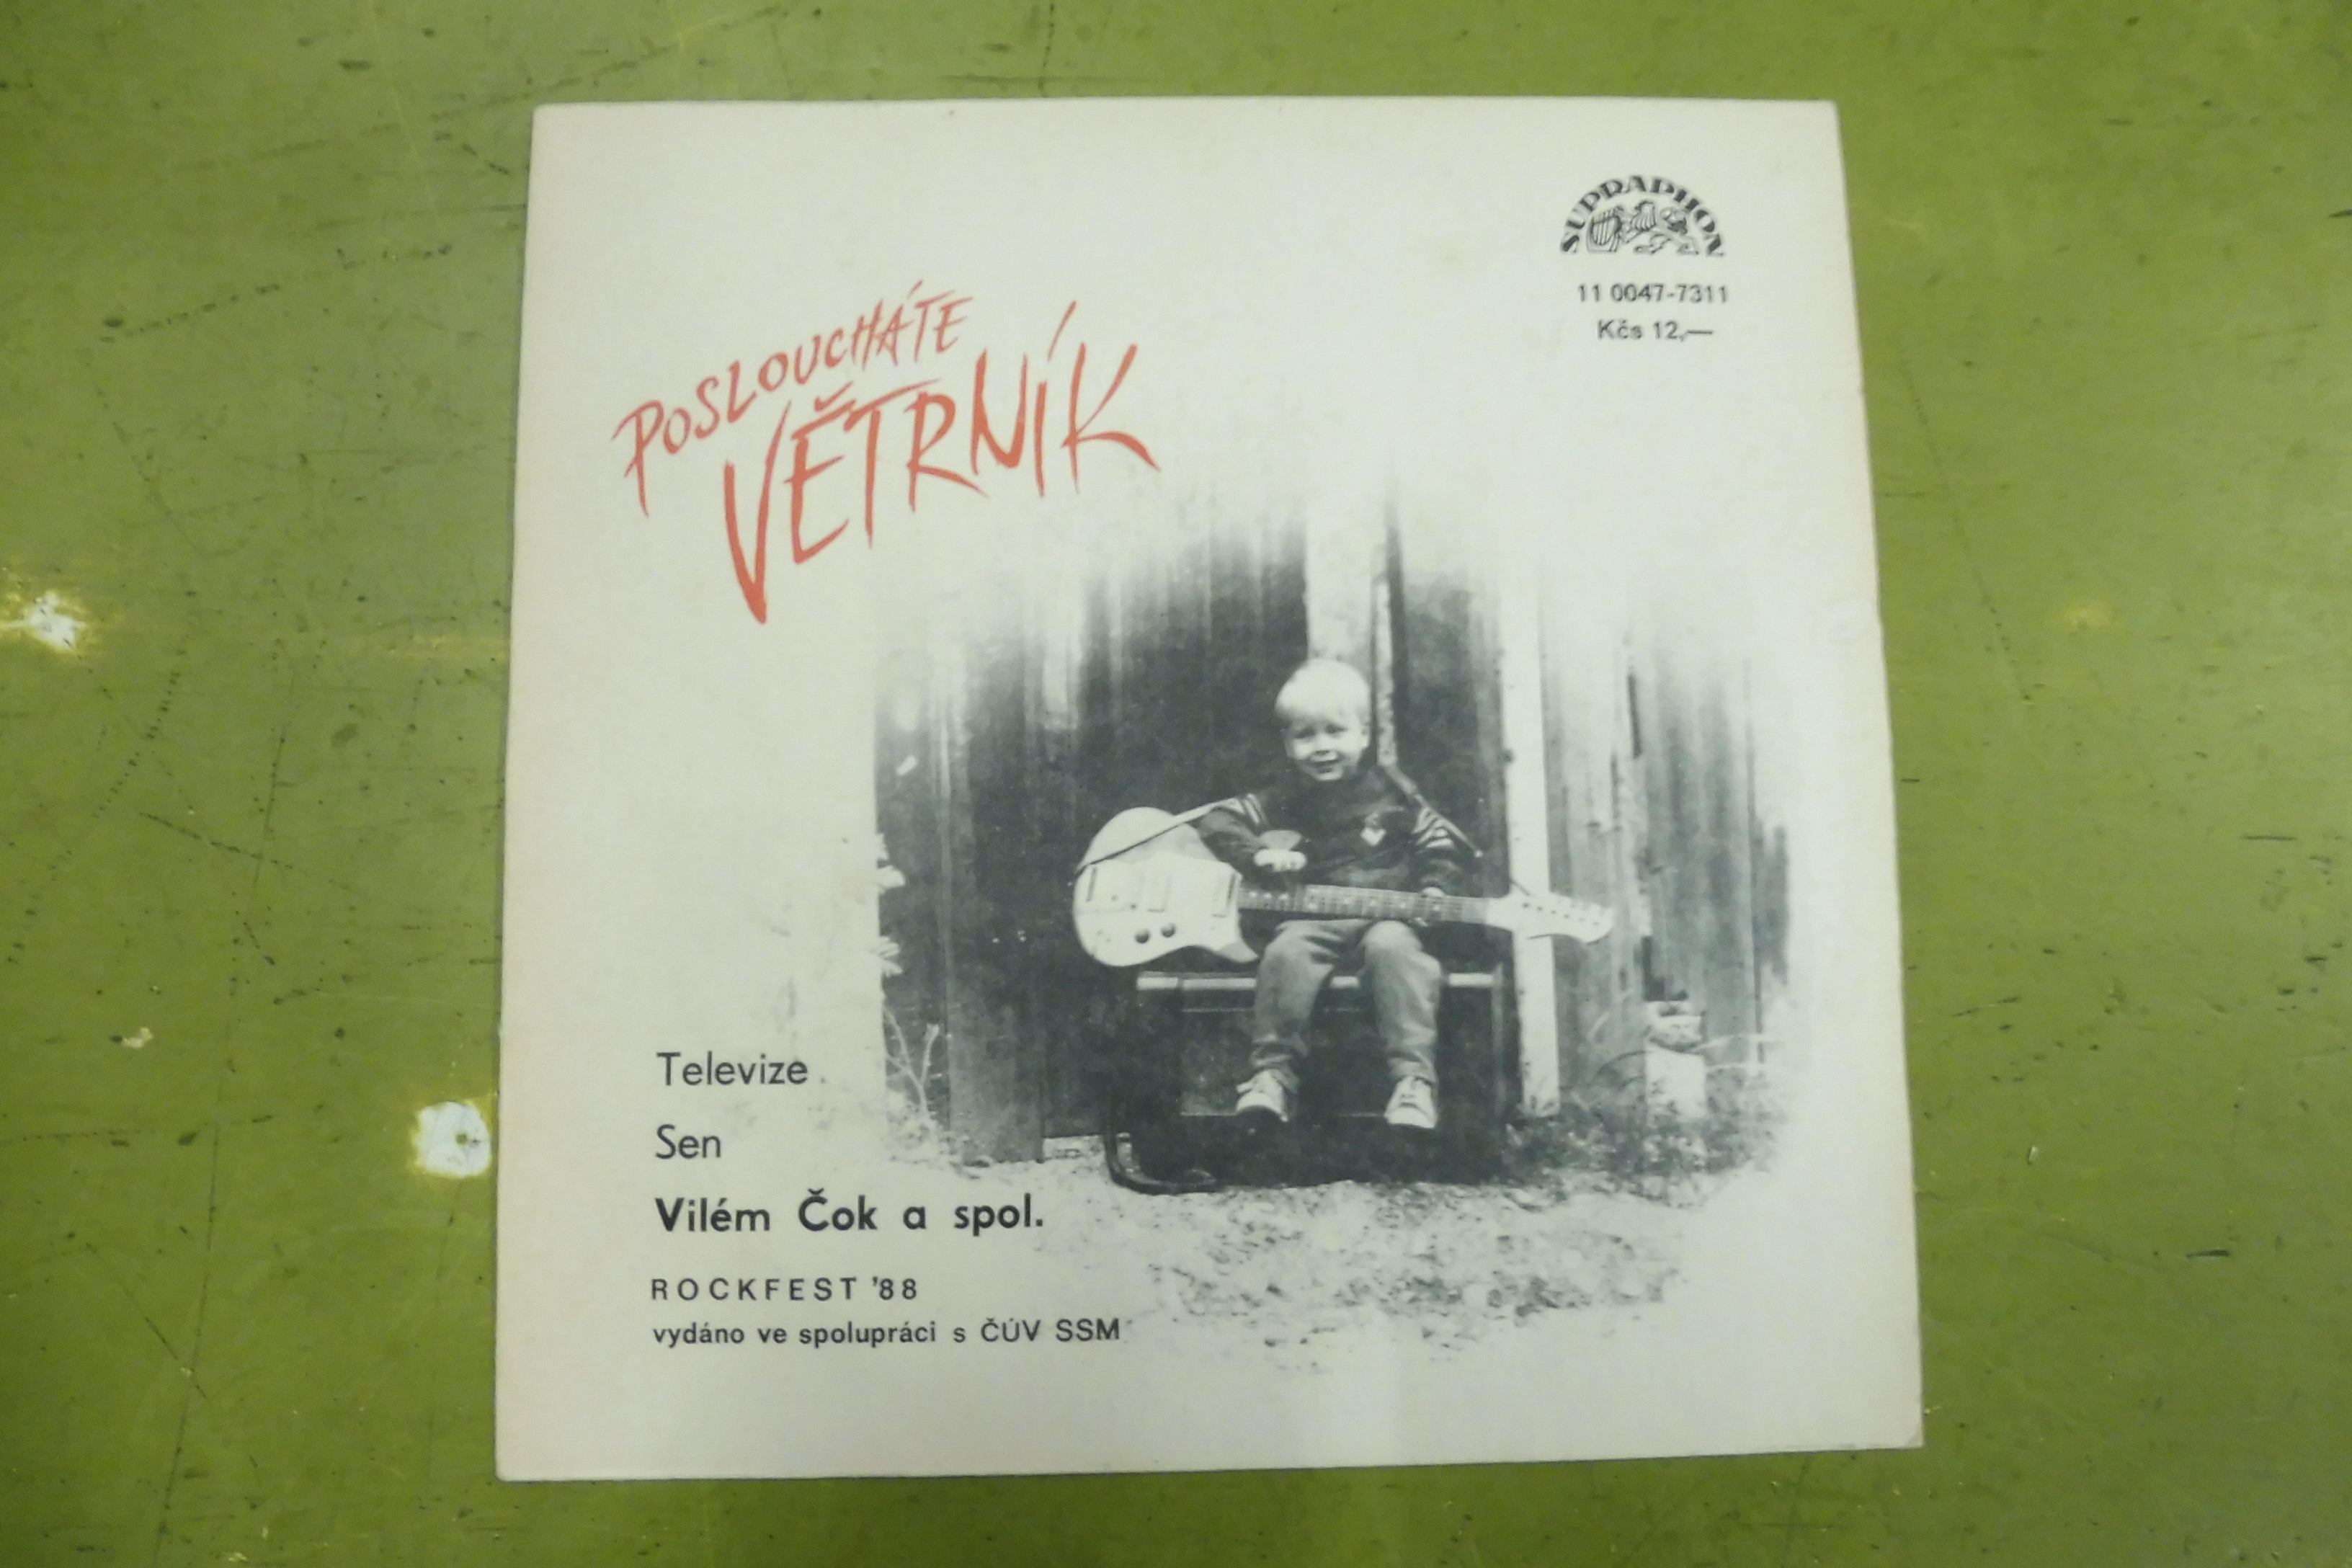 SUPRAPHON
11 0047-7311
Kčs 12,—
POSLOUCHÁTE
VĚTRNÍK
Televize
Sen
Vilém Čok a spol.
ROCKFEST '88
vydáno ve spolupráci s ČÚV SSM